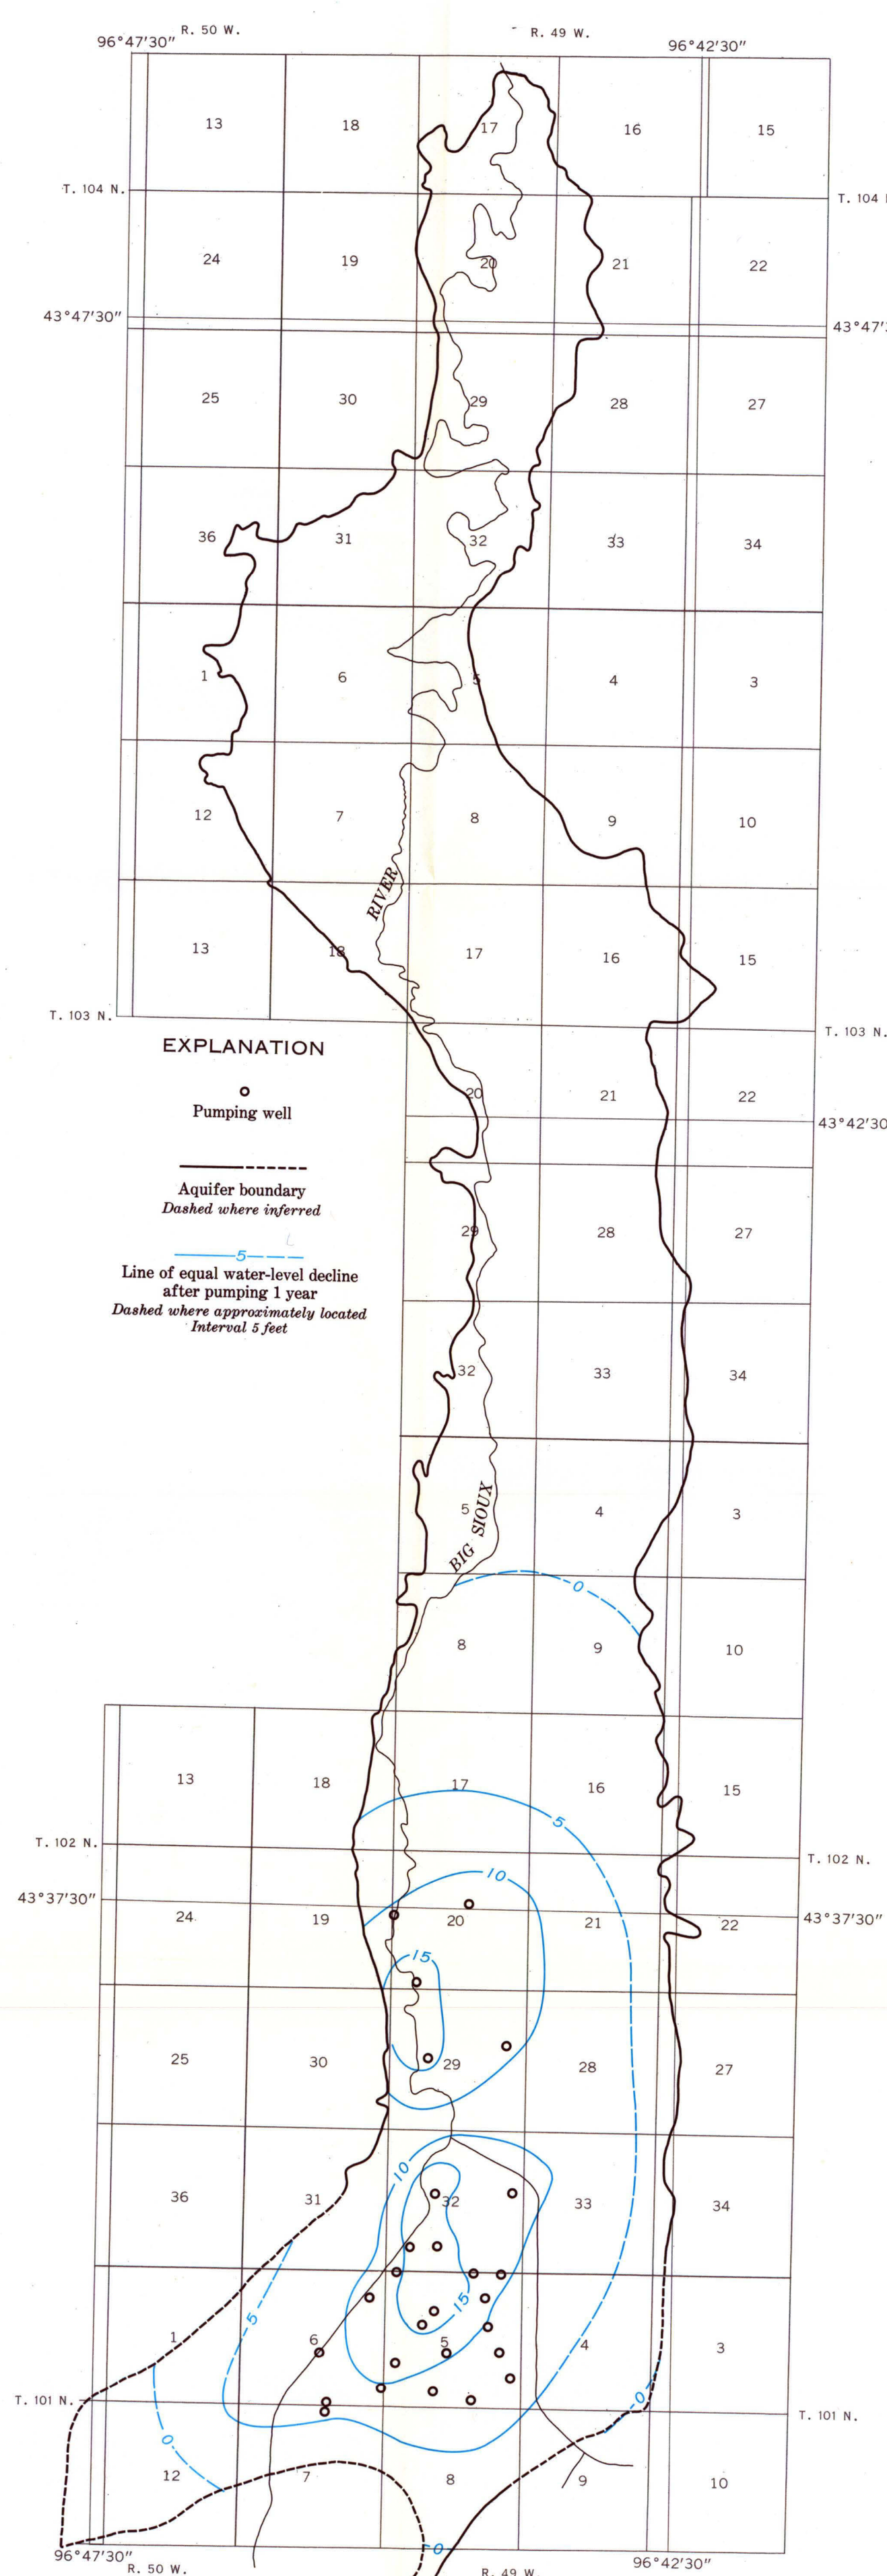 R. 50 W. R. 49 W.
96°47'30" 96°42'30"
13 18 17 16 15
T. 104 N. T. 104
24 19 20 21 22
43°47'30" 43°47'
25 30 29 28 27
36 31 32 33 34
1 6 5 4 3
12 7 8 9 10
RIVER
13 18 17 16 15
T. 103 N. T. 103 N.
EXPLANATION
Pumping well
Aquifer boundary
Dashed where inferred
5
Line of equal water-level decline
after pumping 1 year
Dashed where approximately located
Interval 5 feet
20 21 22
43°42'30
29 28 27
32 33 34
5 4 3
BIG SIOUX
0
8 9 10
13 18 17 16 15
5
T. 102 N. T. 102 N.
10
43°37'30" 43°37'30"
24 19 20 21 22
15
25 30 29 28 27
10
36 31 32 33 34
15
5
1 6 5 4 3
0
T. 101 N. T. 101 N.
0
12 7 8 9 10
0
96°47'30" 96°42'30"
R. 50 W. R. 49 W.